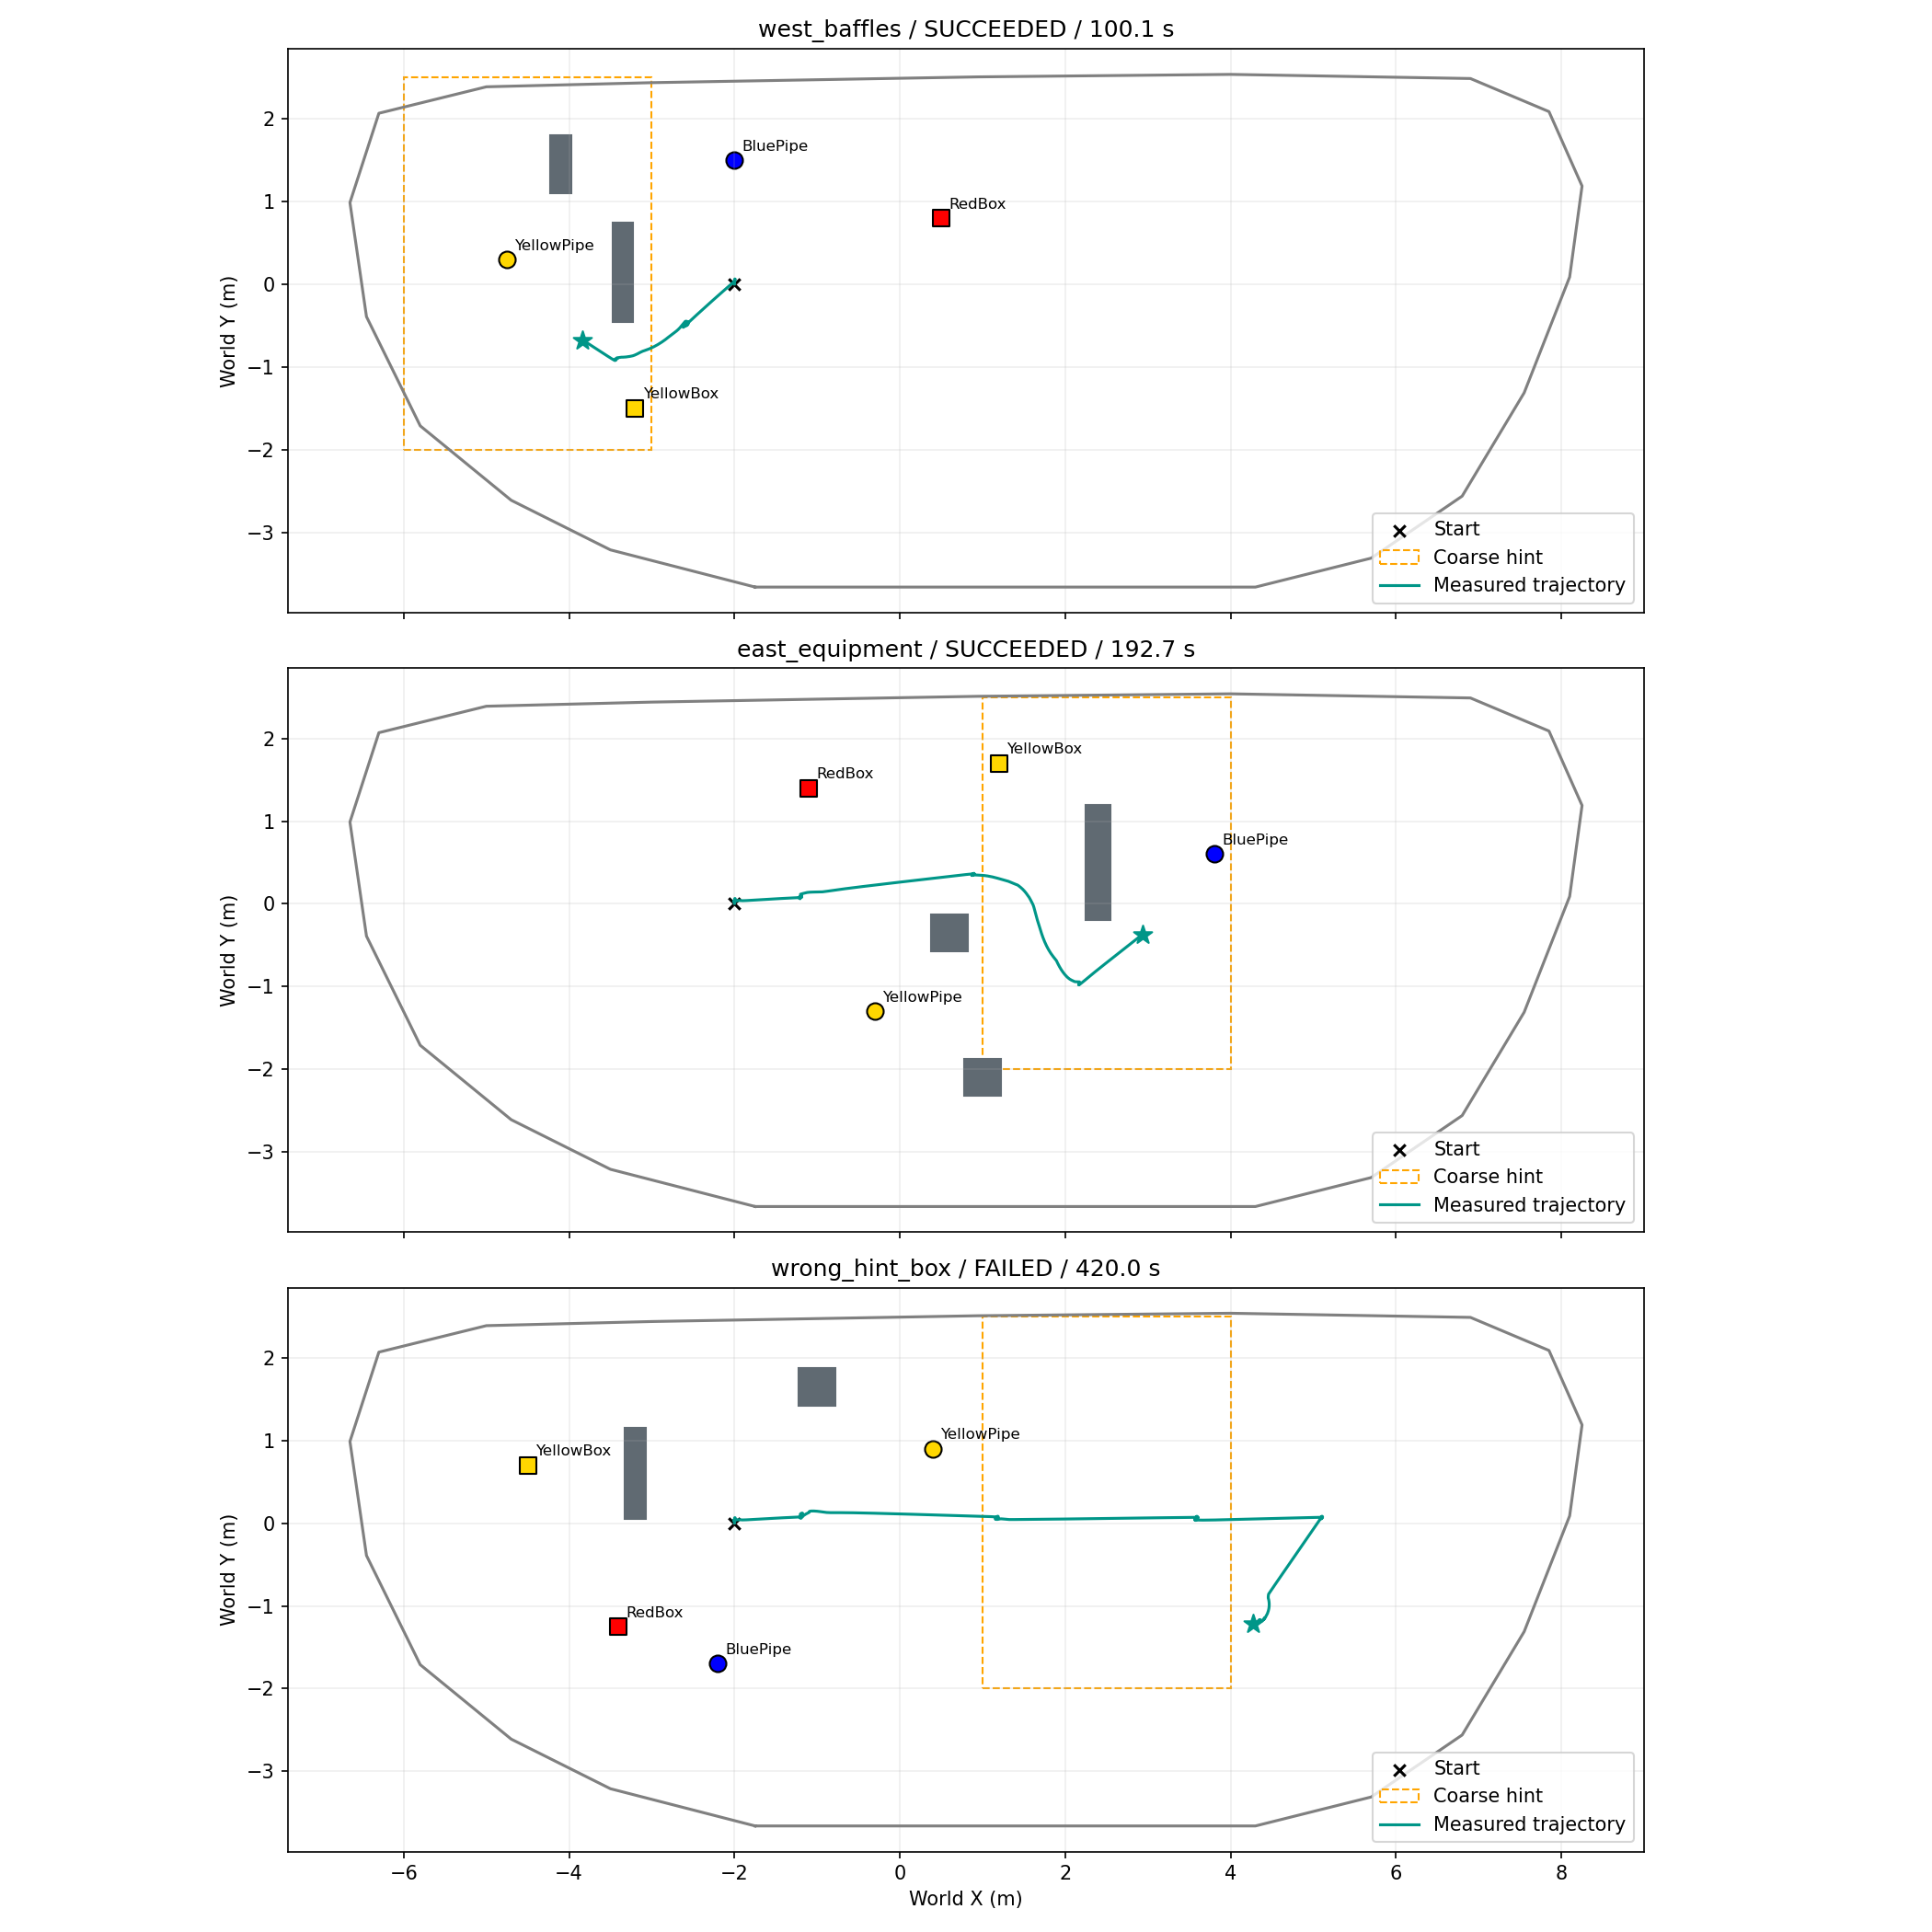 west_baffles / SUCCEEDED / 100.1 s
2
1
0
−1
−2
−3
World Y (m)
BluePipe
RedBox
YellowPipe
YellowBox
Start
Coarse hint
Measured trajectory
east_equipment / SUCCEEDED / 192.7 s
2
1
0
−1
−2
−3
World Y (m)
YellowBox
RedBox
BluePipe
YellowPipe
Start
Coarse hint
Measured trajectory
wrong_hint_box / FAILED / 420.0 s
2
1
0
−1
−2
−3
World Y (m)
YellowPipe
YellowBox
RedBox
BluePipe
Start
Coarse hint
Measured trajectory
−6 −4 −2 0 2 4 6 8
World X (m)